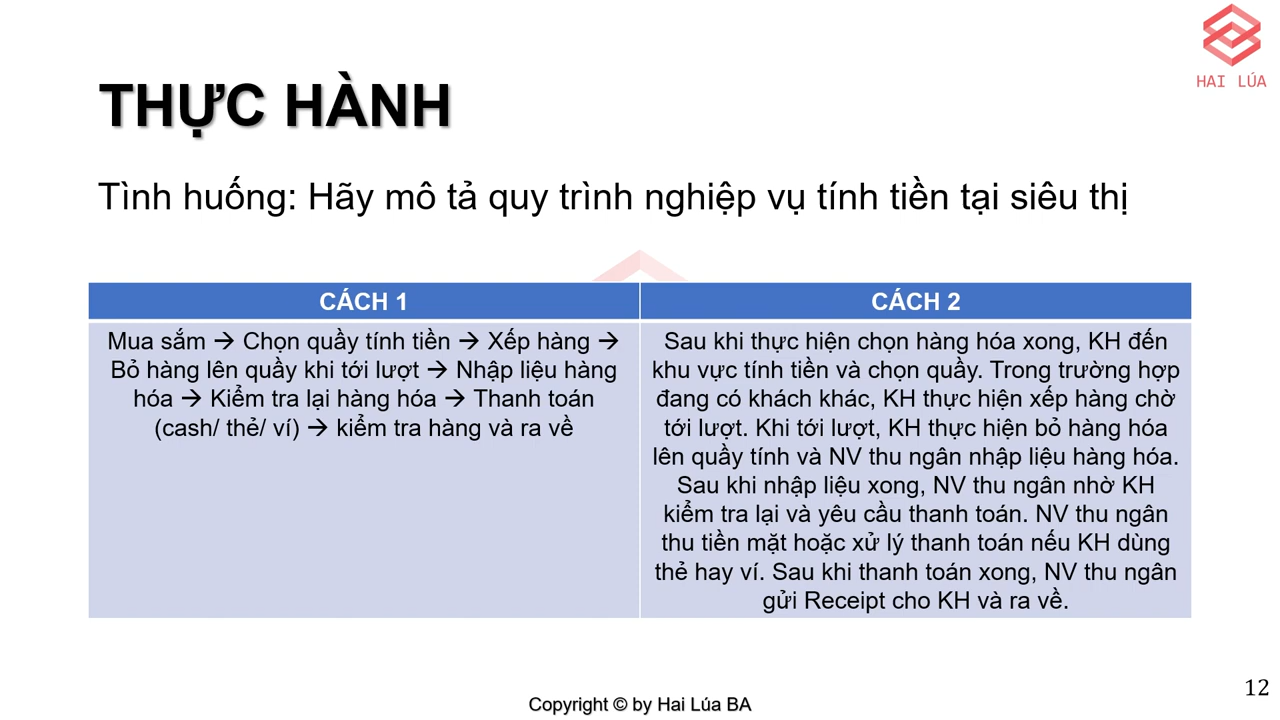 HAI LÚA
THỰC HÀNH
Tình huống: Hãy mô tả quy trình nghiệp vụ tính tiền tại siêu thị
CÁCH 1
Mua sắm → Chọn quầy tính tiền → Xếp hàng →
Bỏ hàng lên quầy khi tới lượt → Nhập liệu hàng
hóa → Kiểm tra lại hàng hóa → Thanh toán
(cash/ thẻ/ ví) → kiểm tra hàng và ra về
CÁCH 2
Sau khi thực hiện chọn hàng hóa xong, KH đến
khu vực tính tiền và chọn quầy. Trong trường hợp
đang có khách khác, KH thực hiện xếp hàng chờ
tới lượt. Khi tới lượt, KH thực hiện bỏ hàng hóa
lên quầy tính và NV thu ngân nhập liệu hàng hóa.
Sau khi nhập liệu xong, NV thu ngân nhờ KH
kiểm tra lại và yêu cầu thanh toán. NV thu ngân
thu tiền mặt hoặc xử lý thanh toán nếu KH dùng
thẻ hay ví. Sau khi thanh toán xong, NV thu ngân
gửi Receipt cho KH và ra về.
Copyright © by Hai Lúa BA
12